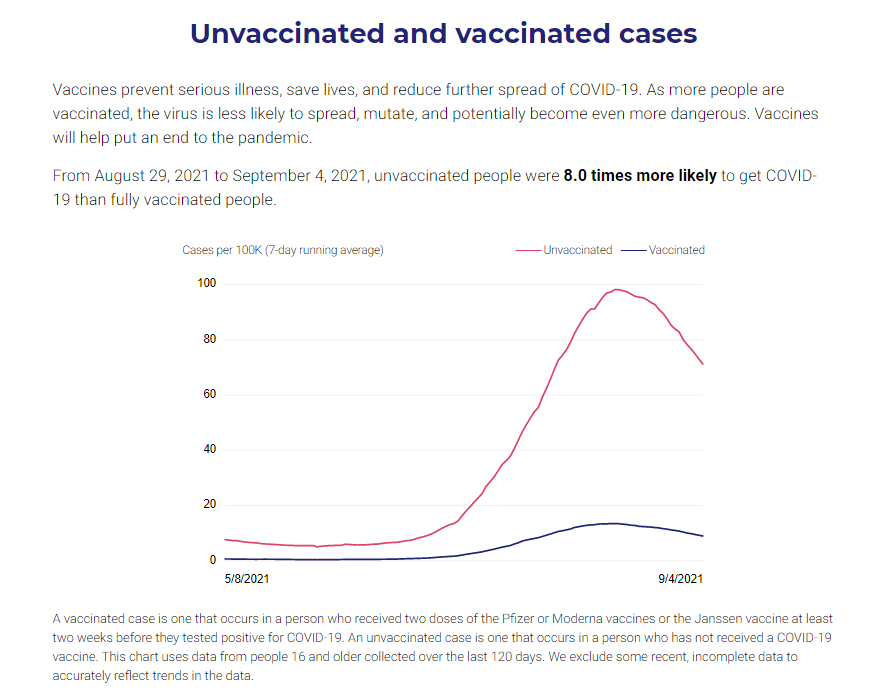 Unvaccinated and vaccinated cases
Vaccines prevent serious illness, save lives, and reduce further spread of COVID-19. As more people are
vaccinated, the virus is less likely to spread, mutate, and potentially become even more dangerous. Vaccines
will help put an end to the pandemic.
From August 29, 2021 to September 4, 2021, unvaccinated people were 8.0 times more likely to get COVID-
19 than fully vaccinated people.
Cases per 100K (7-day running average)
Unvaccinated
Vaccinated
100
80
60
40
20
0
5/8/2021
9/4/2021
A vaccinated case is one that occurs in a person who received two doses of the Pfizer or Moderna vaccines or the Janssen vaccine at least
two weeks before they tested positive for COVID-19. An unvaccinated case is one that occurs in a person who has not received a COVID-19
vaccine. This chart uses data from people 16 and older collected over the last 120 days. We exclude some recent, incomplete data to
accurately reflect trends in the data.